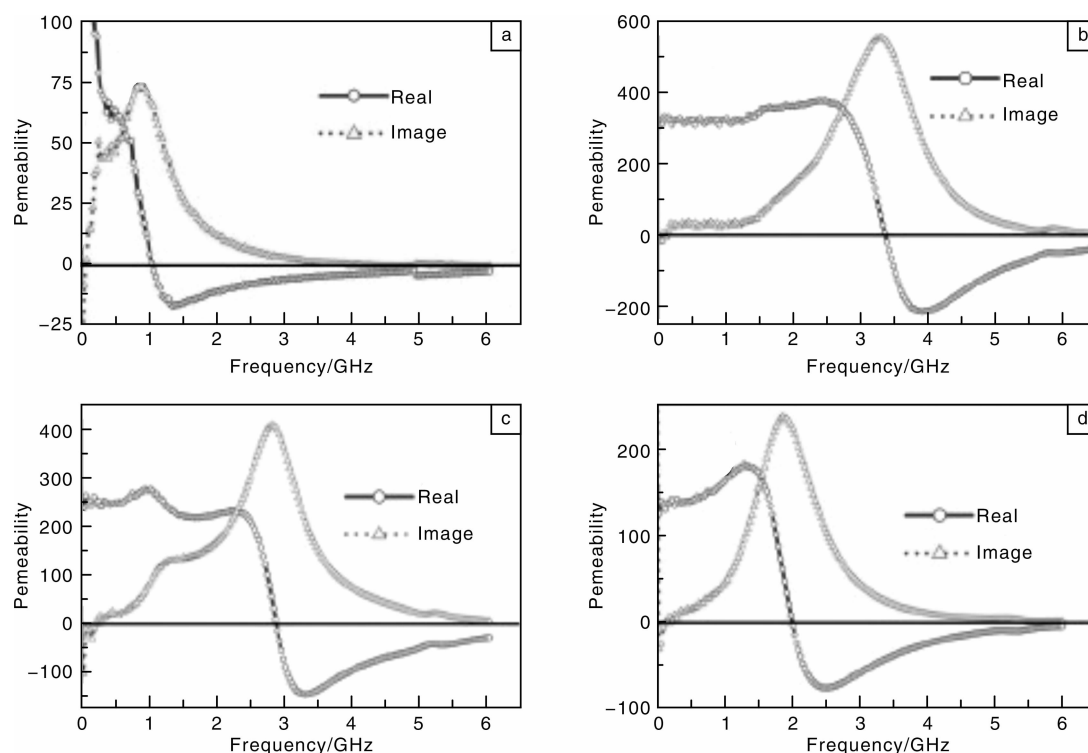 a
100
75
50
25
0
−25
Pemeability
Real
Image
0 1 2 3 4 5 6
Frequency/GHz
b
600
400
200
0
−200
Pemeability
Real
Image
0 1 2 3 4 5 6
Frequency/GHz
c
400
300
200
100
0
−100
Pemeability
Real
Image
0 1 2 3 4 5 6
Frequency/GHz
d
200
100
0
−100
Pemeability
Real
Image
0 1 2 3 4 5 6
Frequency/GHz